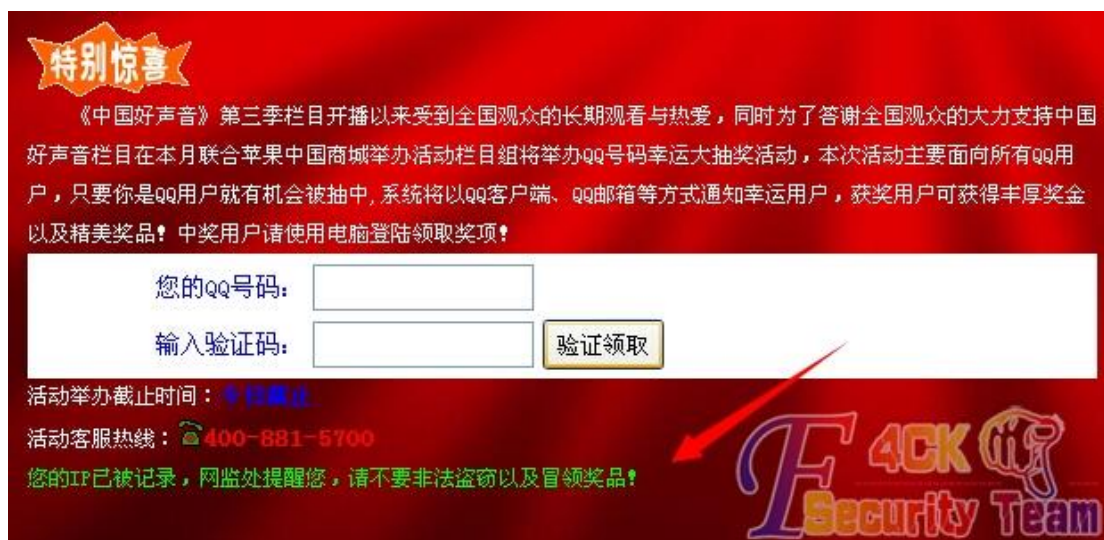 特别惊喜
《中国好声音》第三季栏目开播以来受到全国观众的长期观看与热爱，同时为了答谢全国观众的大力支持中国
好声音栏目在本月联合苹果中国商城举办活动栏目组将举办QQ号码幸运大抽奖活动，本次活动主要面向所有QQ用
户，只要你是QQ用户就有机会被抽中,系统将以QQ客户端、QQ邮箱等方式通知幸运用户，获奖用户可获得丰厚奖金
以及精美奖品！中奖用户请使用电脑登陆领取奖项！
您的QQ号码：
输入验证码：
验证领取
活动举办截止时间：今日截止
活动客服热线：400-881-5700
您的IP已被记录，网监处提醒您，请不要非法盗窃以及冒领奖品！
F4CK
Security Team